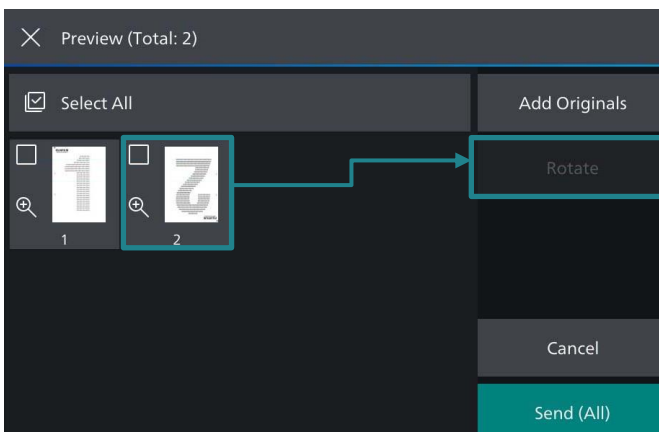 Preview (Total: 2)
Select All
Add Originals
Rotate
1
2
Cancel
Send (All)